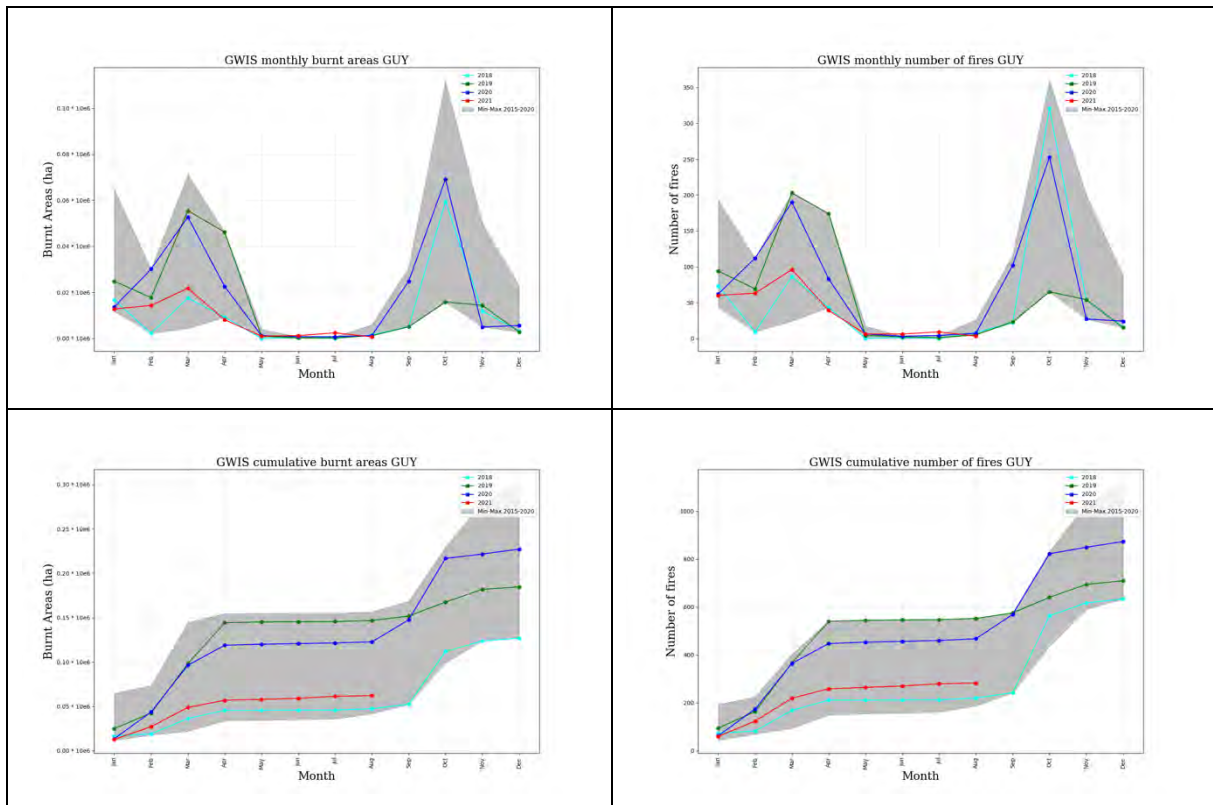 GWIS monthly burnt areas GUY
2018
2019
2020
2021
Min-Max 2015-2020
0.10 * 10e6
0.08 * 10e6
0.06 * 10e6
0.04 * 10e6
0.02 * 10e6
0.00 * 10e6
Burnt Areas (ha)
Jan Feb Mar Apr May Jun Jul Aug Sep Oct Nov Dec
Month
GWIS monthly number of fires GUY
2018
2019
2020
2021
Min-Max 2015-2020
350
300
250
200
150
100
50
0
Number of fires
Jan Feb Mar Apr May Jun Jul Aug Sep Oct Nov Dec
Month
GWIS cumulative burnt areas GUY
2018
2019
2020
2021
Min-Max 2015-2020
0.30 * 10e6
0.25 * 10e6
0.20 * 10e6
0.15 * 10e6
0.10 * 10e6
0.05 * 10e6
0.00 * 10e6
Burnt Areas (ha)
Jan Feb Mar Apr May Jun Jul Aug Sep Oct Nov Dec
Month
GWIS cumulative number of fires GUY
2018
2019
2020
2021
Min-Max 2015-2020
1000
800
600
400
200
0
Number of fires
Jan Feb Mar Apr May Jun Jul Aug Sep Oct Nov Dec
Month